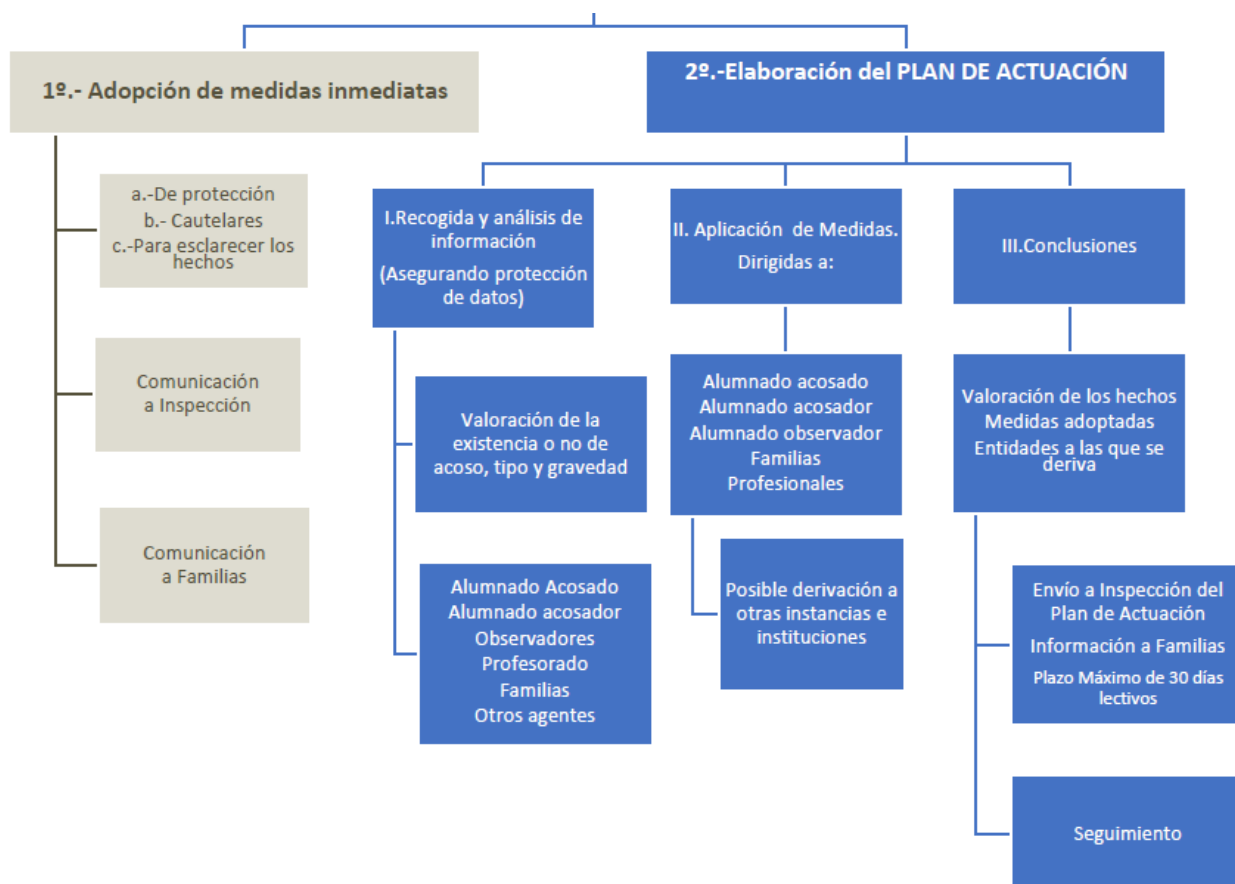 1º.- Adopción de medidas inmediatas
a.-De protección
b.- Cautelares
c.-Para esclarecer los
hechos
Comunicación
a Inspección
Comunicación
a Familias
2º.-Elaboración del PLAN DE ACTUACIÓN
I.Recogida y análisis de
información
(Asegurando protección
de datos)
Valoración de la
existencia o no de
acoso, tipo y gravedad
Alumnado Acosado
Alumnado acosador
Observadores
Profesorado
Familias
Otros agentes
II. Aplicación de Medidas.
Dirigidas a:
Alumnado acosado
Alumnado acosador
Alumnado observador
Familias
Profesionales
Posible derivación a
otras instancias e
instituciones
III.Conclusiones
Valoración de los hechos
Medidas adoptadas
Entidades a las que se
deriva
Envío a Inspección del
Plan de Actuación
Información a Familias
Plazo Máximo de 30 días
lectivos
Seguimiento